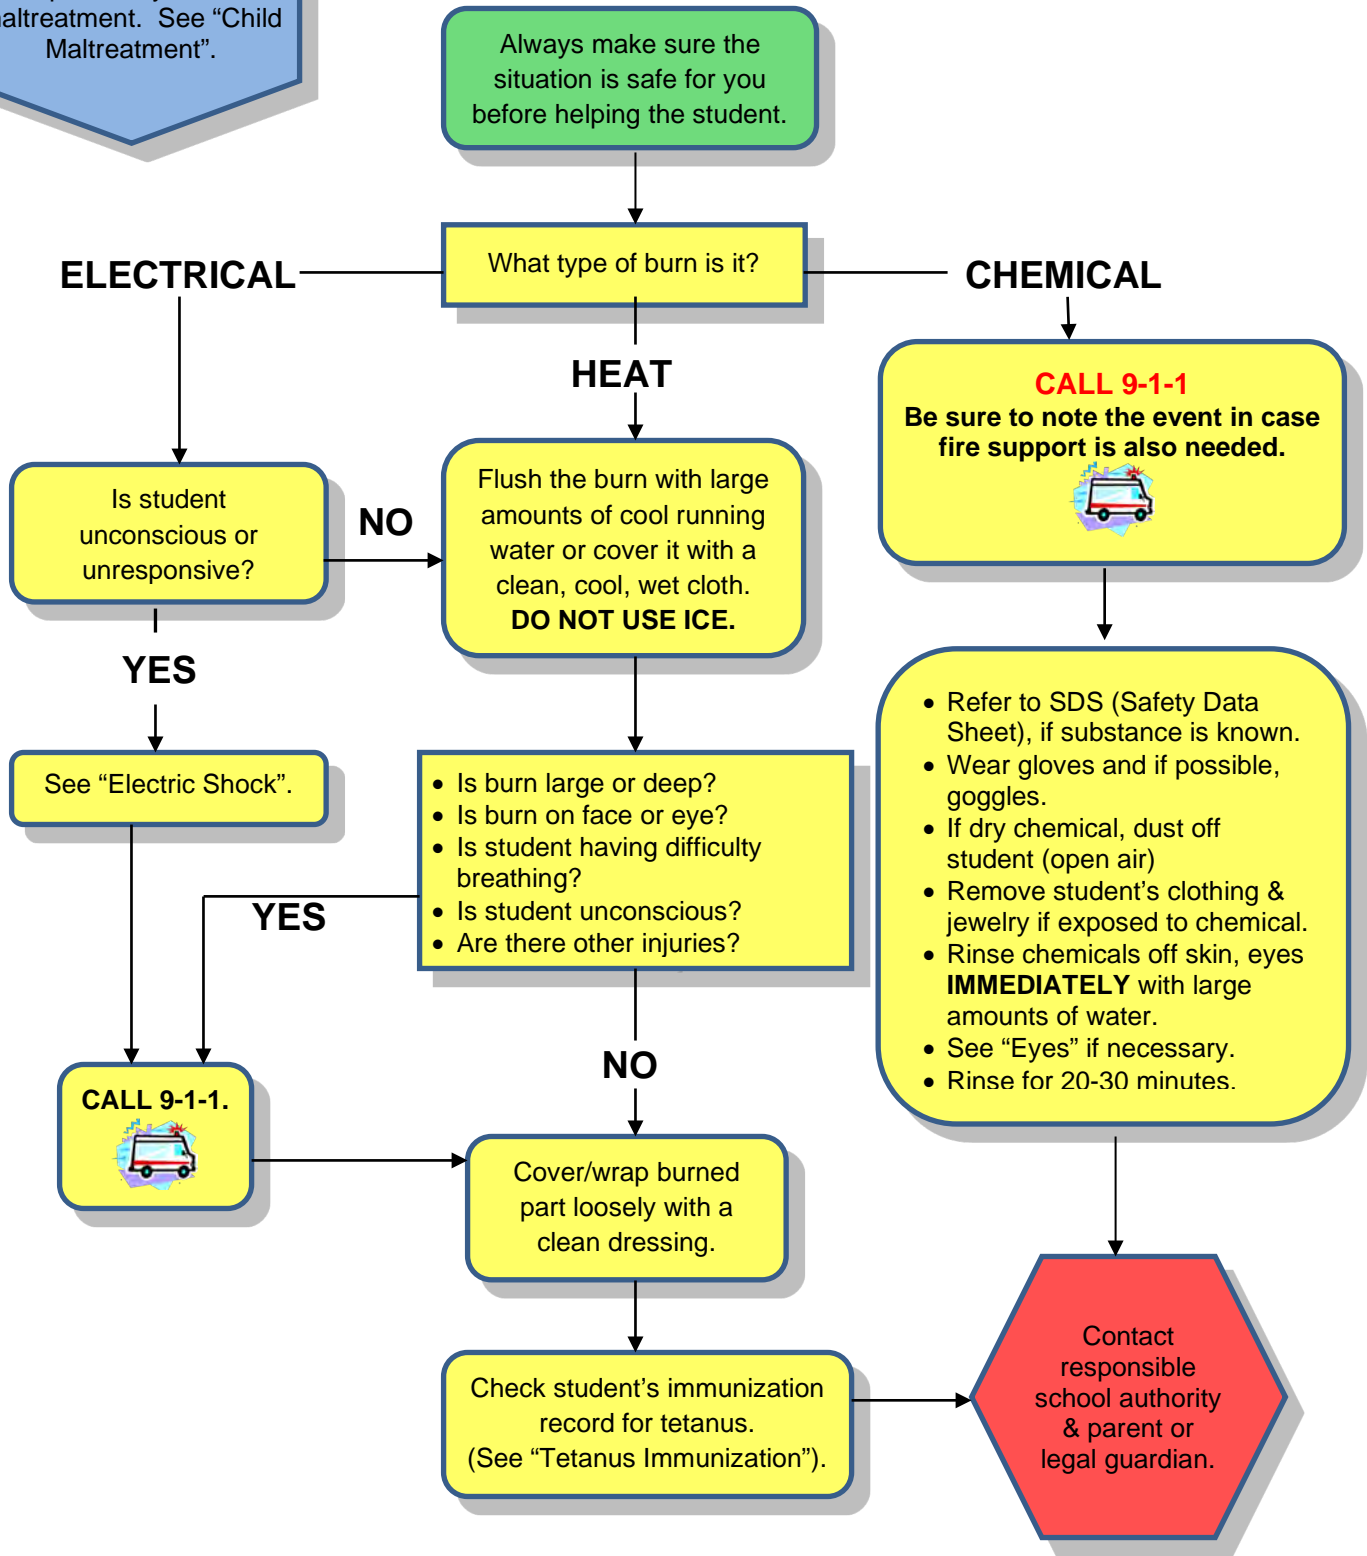 maltreatment. See “Child
Maltreatment”.
Always make sure the
situation is safe for you
before helping the student.
What type of burn is it?
ELECTRICAL
HEAT
CHEMICAL
CALL 9-1-1
Be sure to note the event in case
fire support is also needed.
Is student
unconscious or
unresponsive?
NO
Flush the burn with large
amounts of cool running
water or cover it with a
clean, cool, wet cloth.
DO NOT USE ICE.
YES
See “Electric Shock”.
• Is burn large or deep?
• Is burn on face or eye?
• Is student having difficulty
breathing?
• Is student unconscious?
• Are there other injuries?
YES
NO
• Refer to SDS (Safety Data
Sheet), if substance is known.
• Wear gloves and if possible,
goggles.
• If dry chemical, dust off
student (open air)
• Remove student’s clothing &
jewelry if exposed to chemical.
• Rinse chemicals off skin, eyes
IMMEDIATELY with large
amounts of water.
• See “Eyes” if necessary.
• Rinse for 20-30 minutes.
CALL 9-1-1.
Cover/wrap burned
part loosely with a
clean dressing.
Check student’s immunization
record for tetanus.
(See “Tetanus Immunization”).
Contact
responsible
school authority
& parent or
legal guardian.